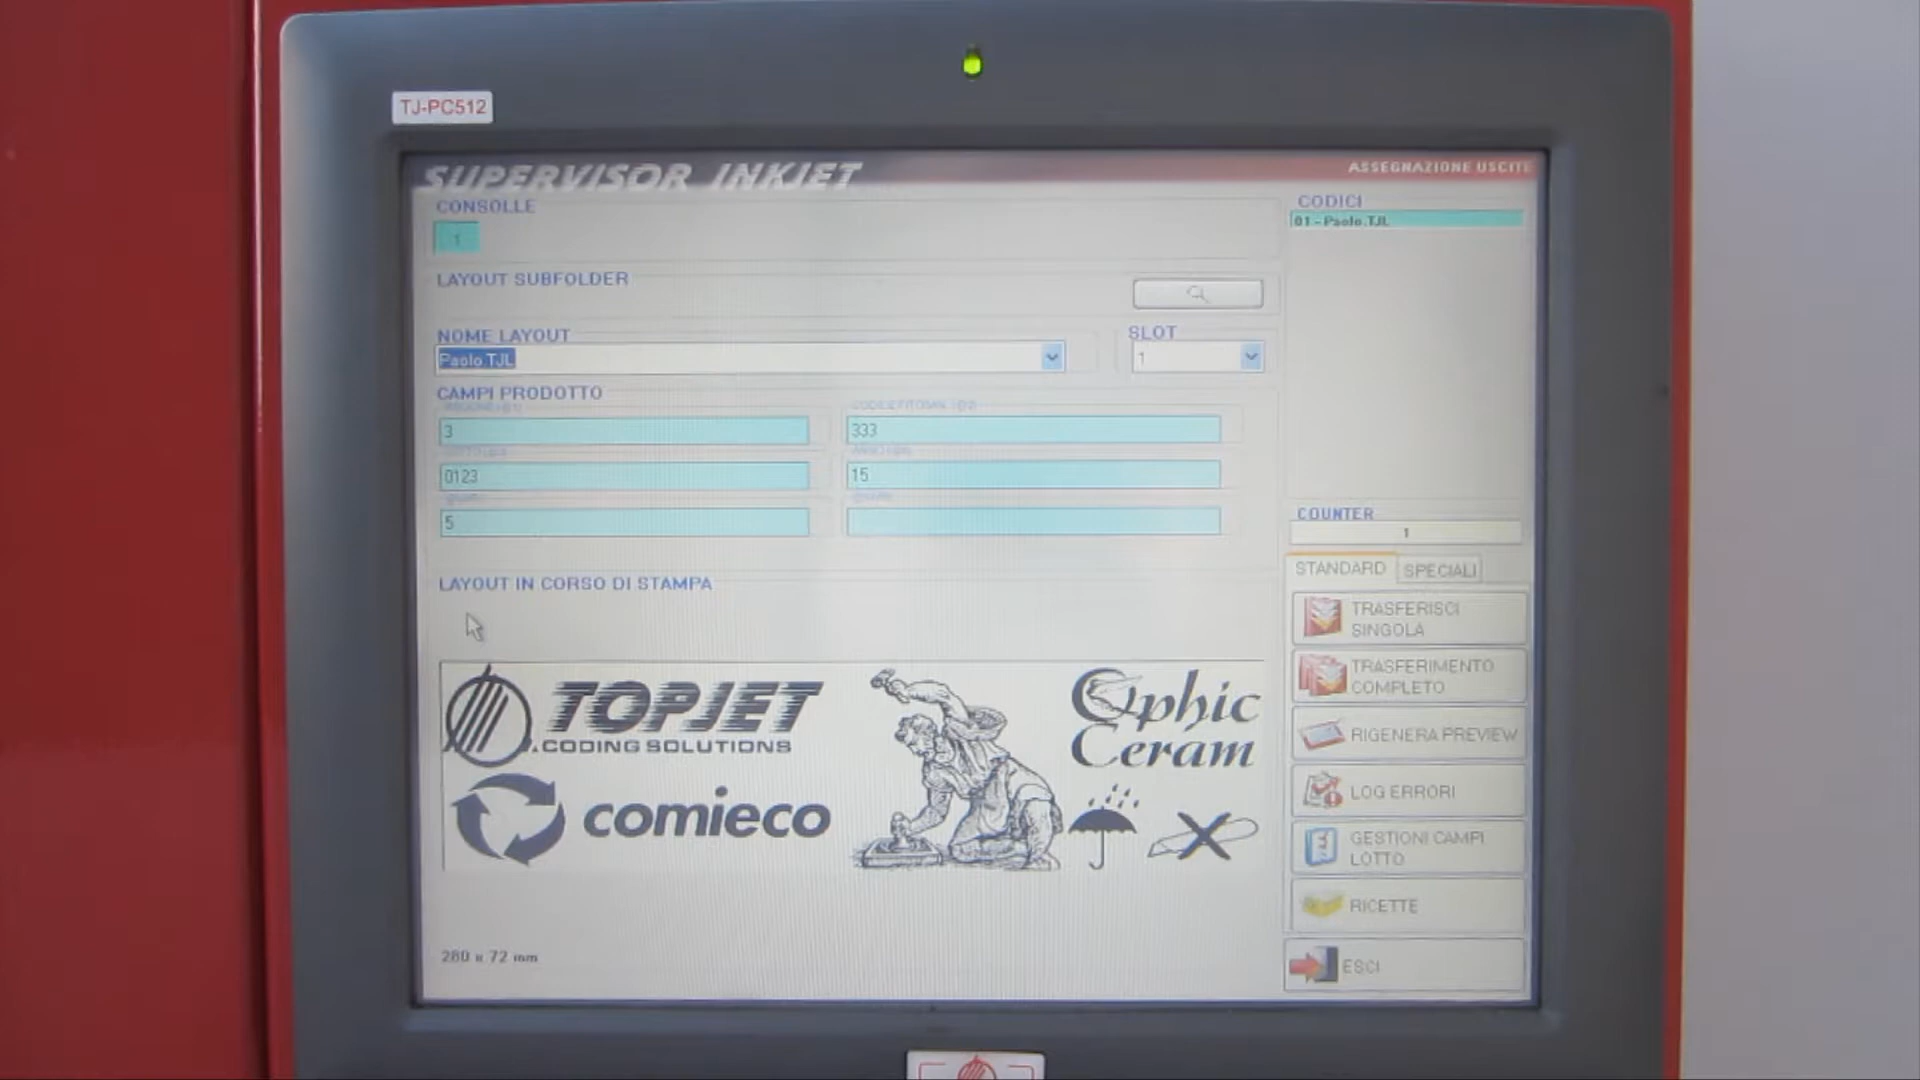 TJ-PC512
SUPERVISOR INKJET
ASSEGNAZIONE USCITE
CONSOLLE
1
CODICI
01 - Paolo.TJL
LAYOUT SUBFOLDER
NOME LAYOUT
Paolo.TJL
SLOT
1
CAMPI PRODOTTO
3
333
0123
15
5
COUNTER
1
STANDARD
SPECIALI
LAYOUT IN CORSO DI STAMPA
TRASFERISCI
SINGOLA
TRASFERIMENTO
COMPLETO
RIGENERA PREVIEW
LOG ERRORI
GESTIONI CAMPI
LOTTO
RICETTE
ESCI
TOPJET
CODING SOLUTIONS
comieco
Ophic
Ceram
280 x 72 mm